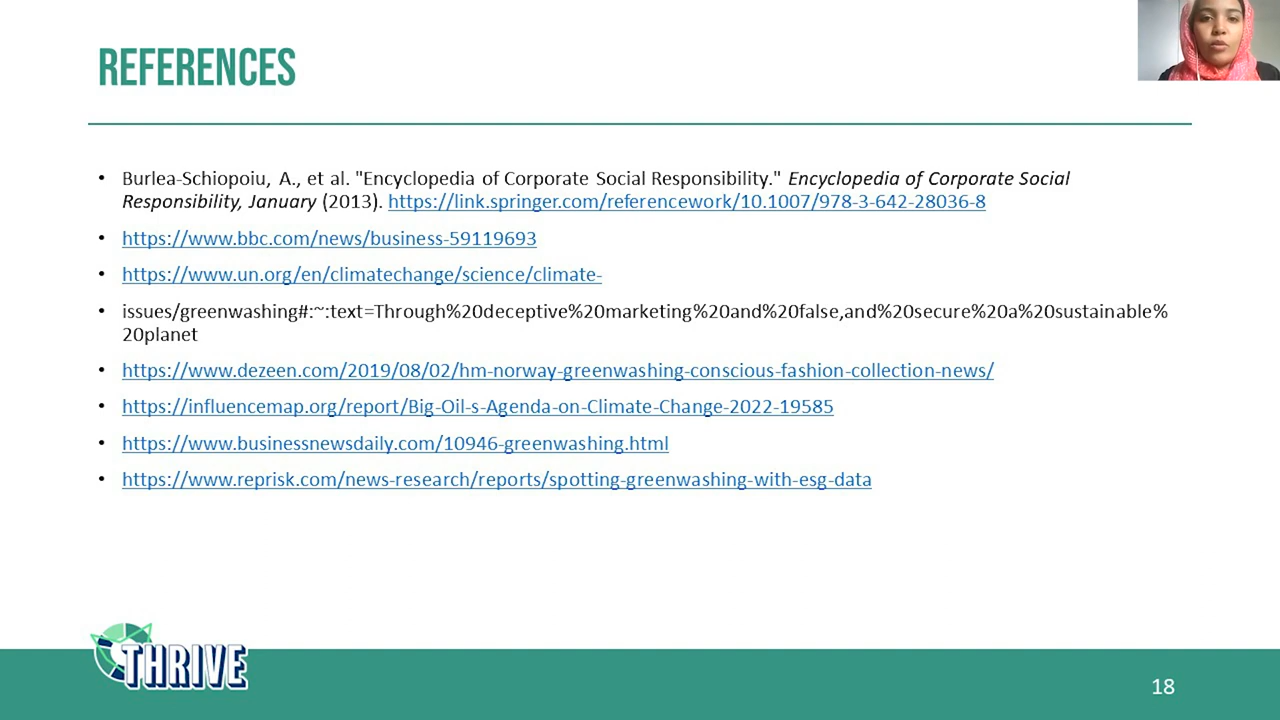 REFERENCES
• Burlea-Schiopoiu, A., et al. "Encyclopedia of Corporate Social Responsibility." Encyclopedia of Corporate Social
Responsibility, January (2013). https://link.springer.com/referencework/10.1007/978-3-642-28036-8
• https://www.bbc.com/news/business-59119693
• https://www.un.org/en/climatechange/science/climate-
• issues/greenwashing#:~:text=Through%20deceptive%20marketing%20and%20false,and%20secure%20a%20sustainable%
20planet
• https://www.dezeen.com/2019/08/02/hm-norway-greenwashing-conscious-fashion-collection-news/
• https://influencemap.org/report/Big-Oil-s-Agenda-on-Climate-Change-2022-19585
• https://www.businessnewsdaily.com/10946-greenwashing.html
• https://www.reprisk.com/news-research/reports/spotting-greenwashing-with-esg-data
THRIVE
18